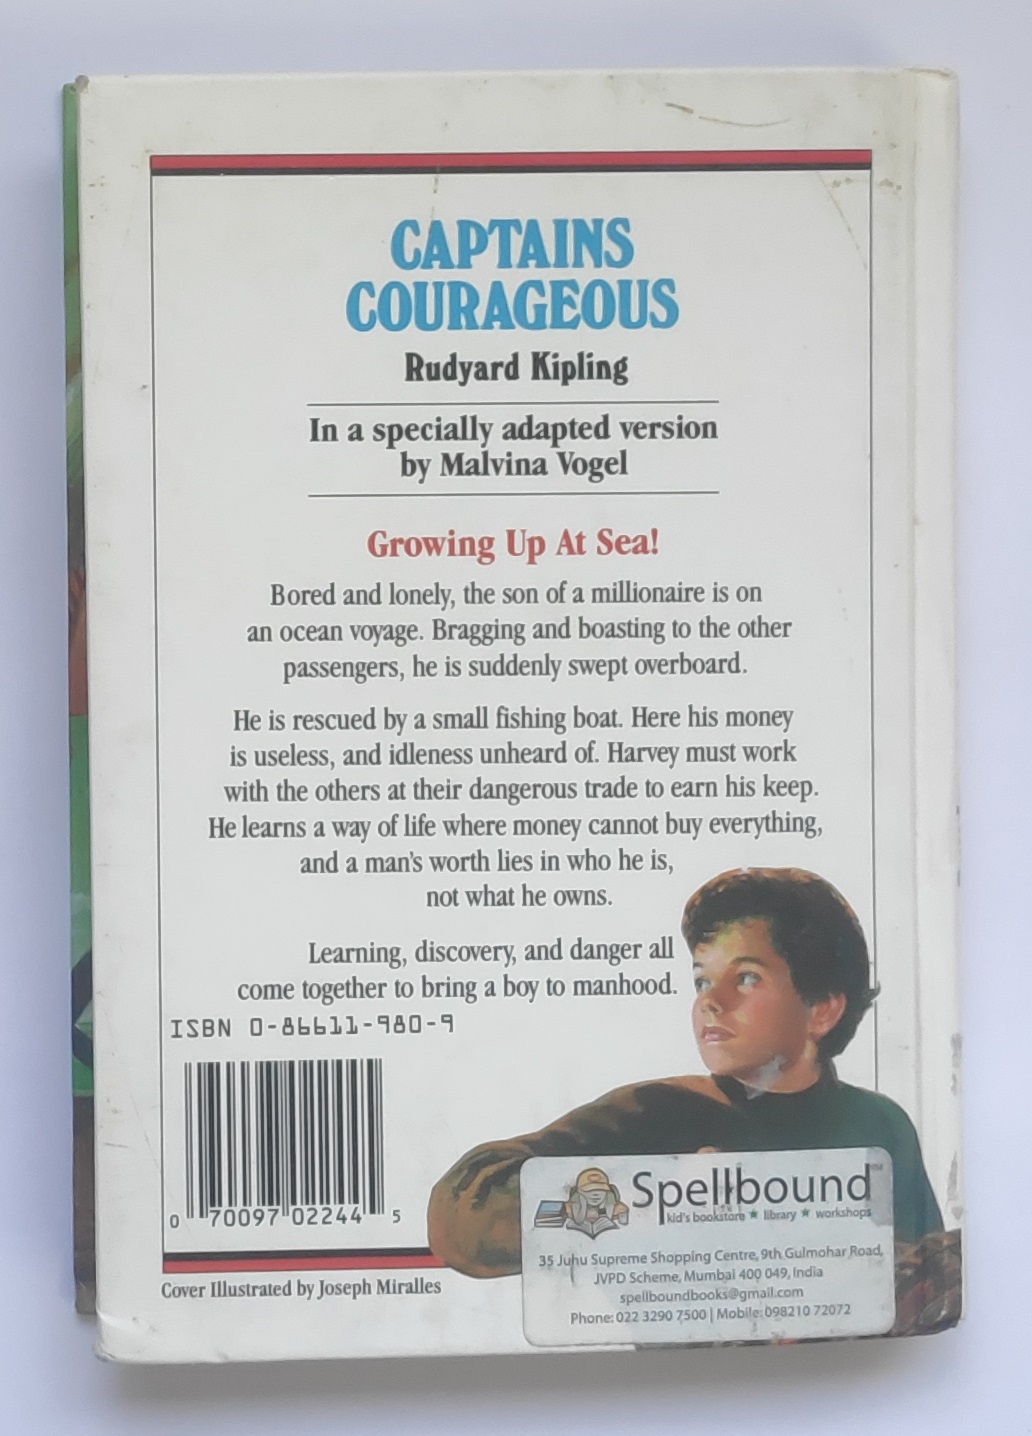 CAPTAINS
COURAGEOUS
Rudyard Kipling
In a specially adapted version
by Malvina Vogel
Growing Up At Sea!
Bored and lonely, the son of a millionaire is on
an ocean voyage. Bragging and boasting to the other
passengers, he is suddenly swept overboard.
He is rescued by a small fishing boat. Here his money
is useless, and idleness unheard of. Harvey must work
with the others at their dangerous trade to earn his keep.
He learns a way of life where money cannot buy everything,
and a man's worth lies in who he is,
not what he owns.
Learning, discovery, and danger all
come together to bring a boy to manhood.
ISBN 0-86611-980-9
0 70097 02244 5
Cover Illustrated by Joseph Miralles
Spellbound™
kid's bookstore ★ library ★ workshops
35 Juhu Supreme Shopping Centre, 9th Gulmohar Road,
JVPD Scheme, Mumbai 400 049, India
spellboundbooks@gmail.com
Phone: 022 3290 7500 | Mobile: 098210 72072